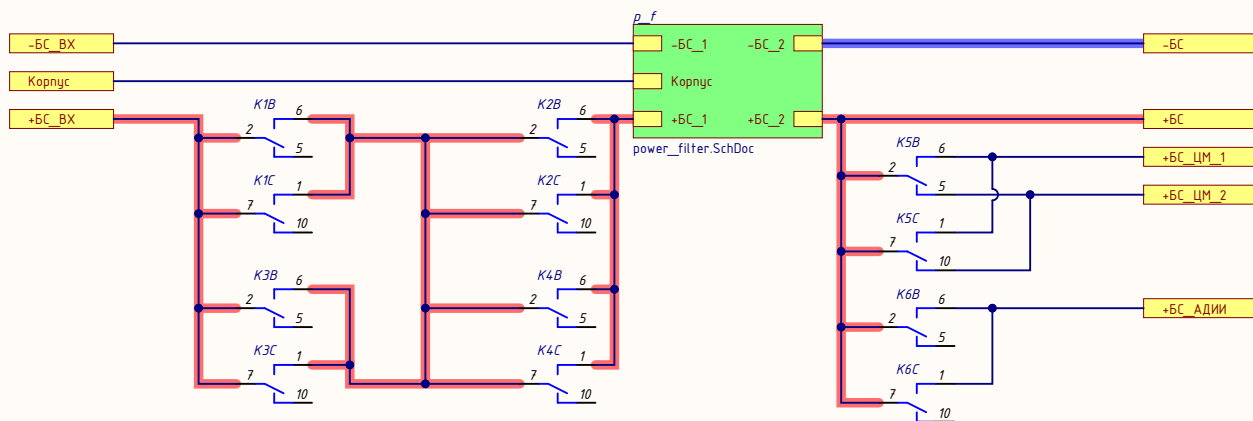 p_f
-БС_ВХ
-БС_1
-БС_2
-БС
Корпус
Корпус
+БС_ВХ
+БС_1
+БС_2
+БС
power_filter.SchDoc
K1B
2
6
5
K2B
2
6
5
K1C
7
1
10
K2C
7
1
10
K3B
2
6
5
K4B
2
6
5
K3C
7
1
10
K4C
7
1
10
K5B
2
6
5
+БС_ЦМ_1
+БС_ЦМ_2
K5C
7
1
10
K6B
2
6
5
+БС_АДИИ
K6C
7
1
10